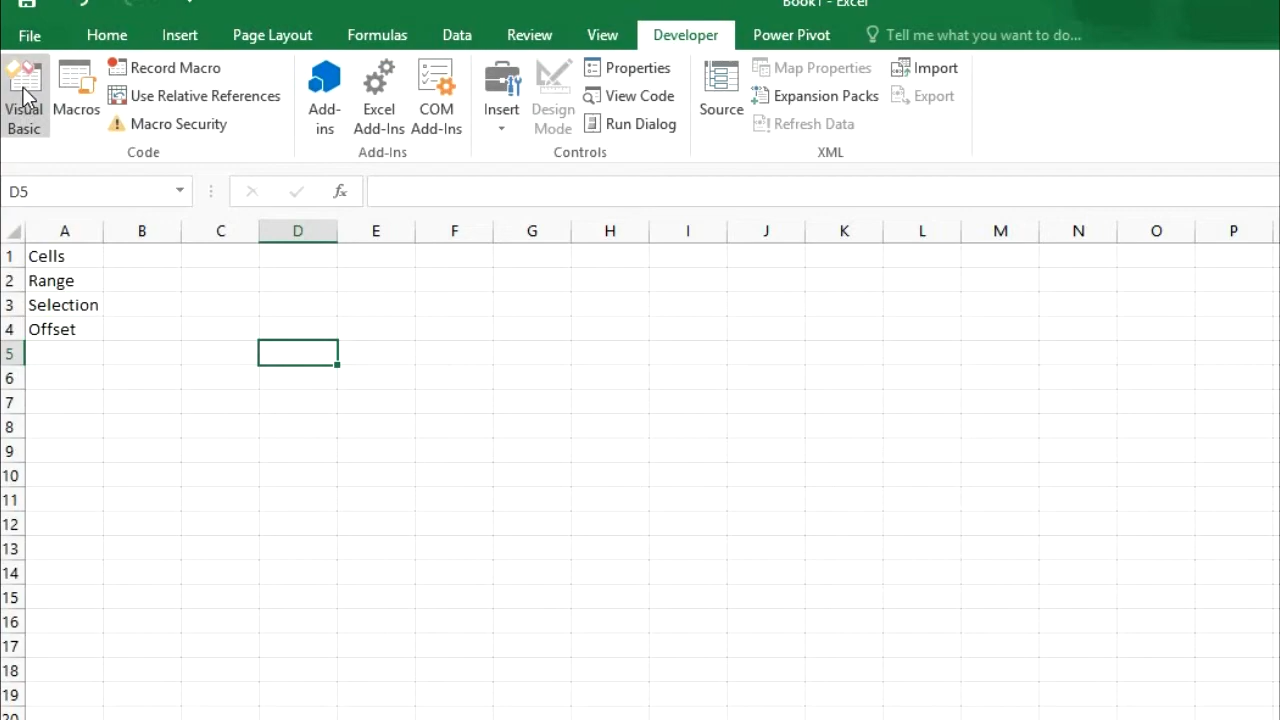 Book1 - Excel
File Home Insert Page Layout Formulas Data Review View Developer Power Pivot Tell me what you want to do...
Visual Basic
Macros
Record Macro
Use Relative References
Macro Security
Code
Add-
ins
Excel
Add-Ins
COM
Add-Ins
Add-Ins
Insert
Design
Mode
Properties
View Code
Run Dialog
Controls
Source
Map Properties
Expansion Packs
Refresh Data
Import
Export
XML
D5
fx
A B C D E F G H I J K L M N O P
1 Cells
2 Range
3 Selection
4 Offset
5
6
7
8
9
10
11
12
13
14
15
16
17
18
19
20